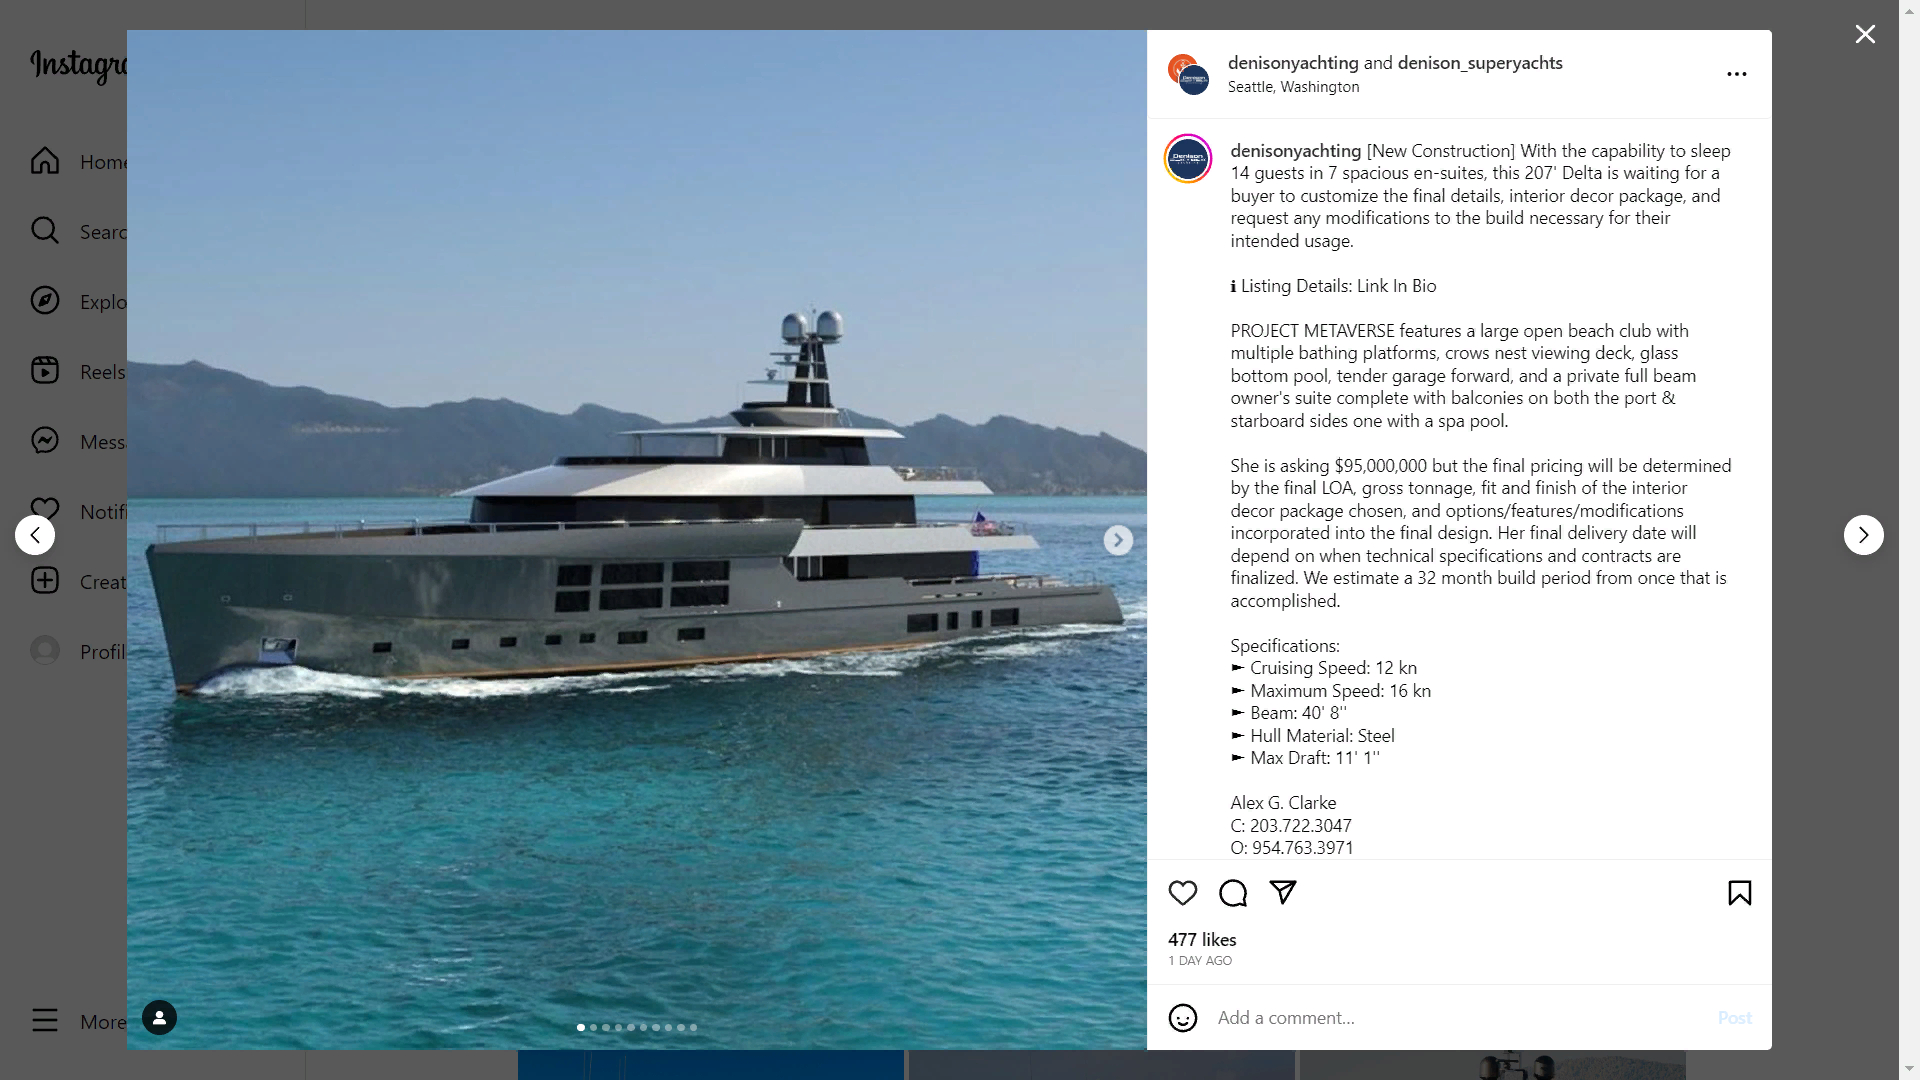 Instagra
Home
Searc
Explo
Reels
Messa
Notifi
Creat
Profil
More
denisonyachting and denison_superyachts
Seattle, Washington
denisonyachting [New Construction] With the capability to sleep
14 guests in 7 spacious en-suites, this 207' Delta is waiting for a
buyer to customize the final details, interior decor package, and
request any modifications to the build necessary for their
intended usage.
ℹ Listing Details: Link In Bio
PROJECT METAVERSE features a large open beach club with
multiple bathing platforms, crows nest viewing deck, glass
bottom pool, tender garage forward, and a private full beam
owner's suite complete with balconies on both the port &
starboard sides one with a spa pool.
She is asking $95,000,000 but the final pricing will be determined
by the final LOA, gross tonnage, fit and finish of the interior
decor package chosen, and options/features/modifications
incorporated into the final design. Her final delivery date will
depend on when technical specifications and contracts are
finalized. We estimate a 32 month build period from once that is
accomplished.
Specifications:
► Cruising Speed: 12 kn
► Maximum Speed: 16 kn
► Beam: 40' 8''
► Hull Material: Steel
► Max Draft: 11' 1''
Alex G. Clarke
C: 203.722.3047
O: 954.763.3971
477 likes
1 DAY AGO
Add a comment...
Post